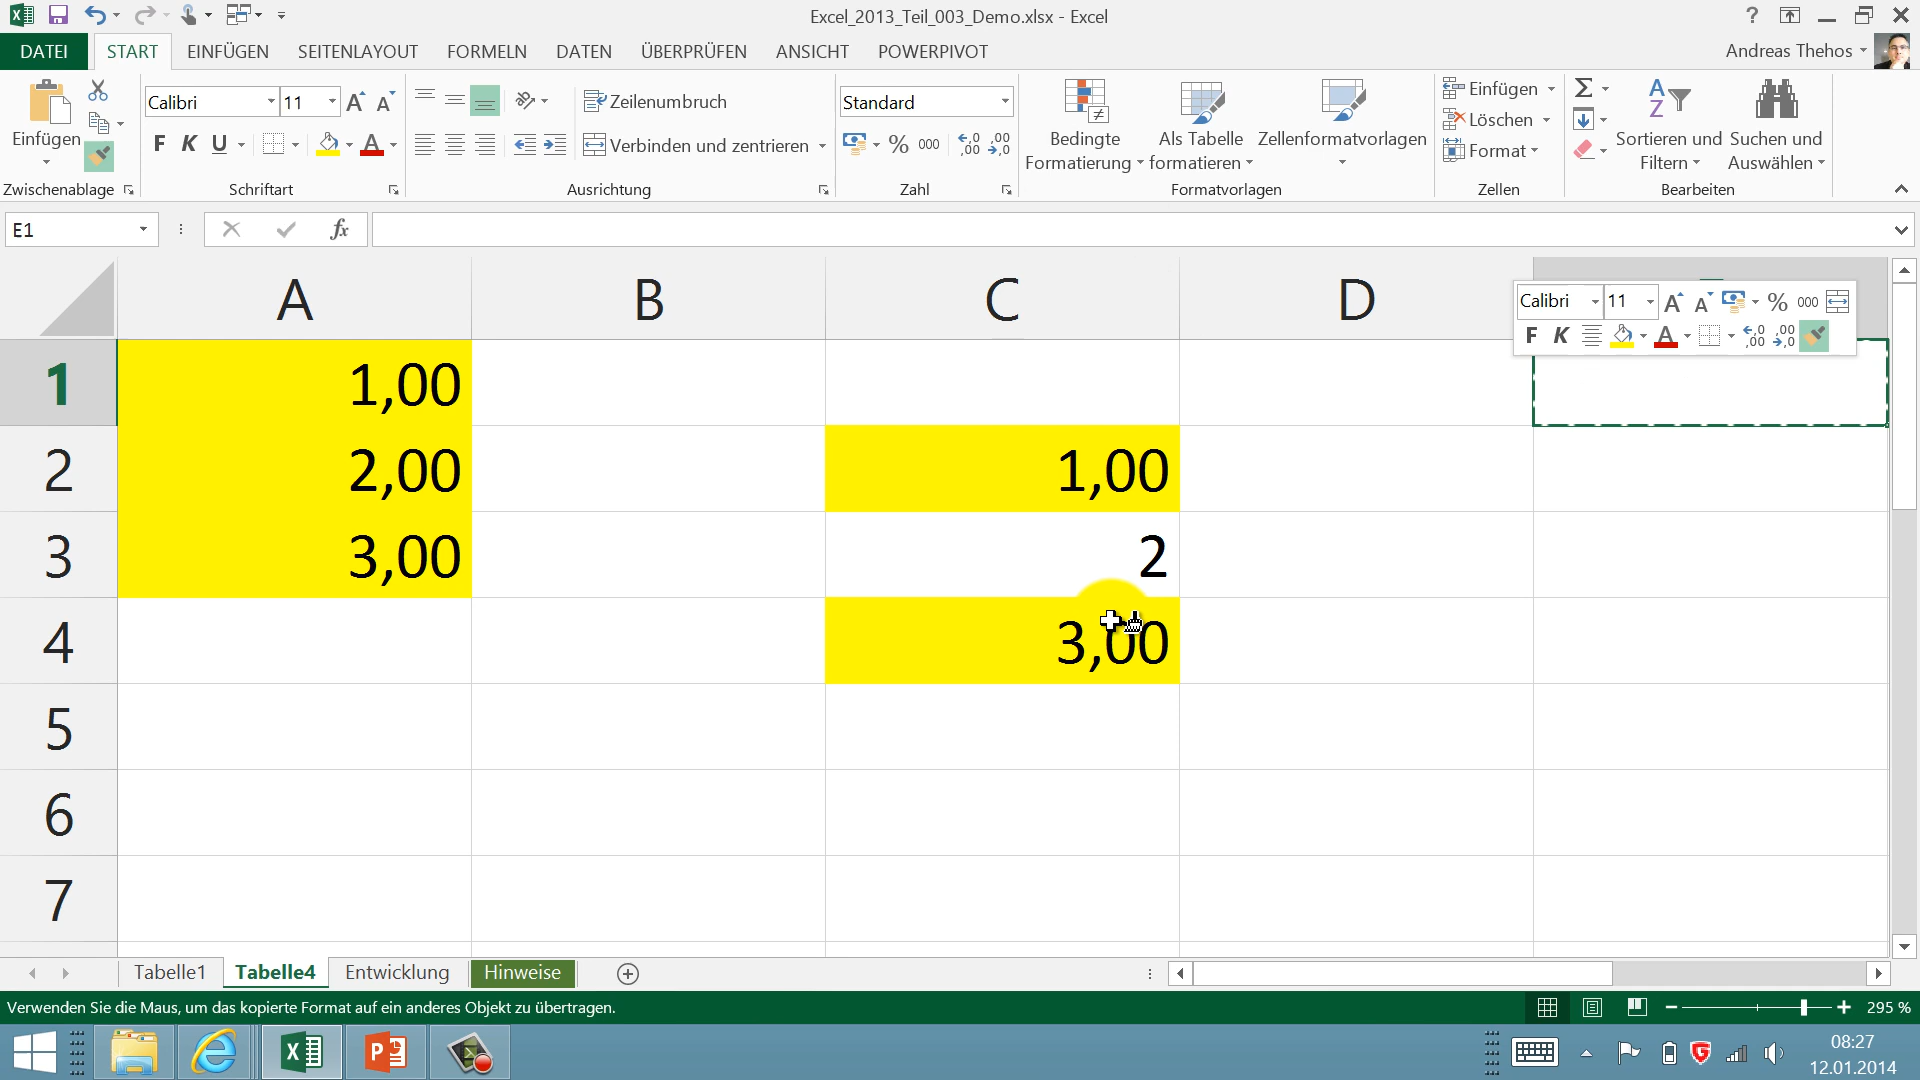 Excel_2013_Teil_003_Demo.xlsx - Excel
?
DATEI START EINFÜGEN SEITENLAYOUT FORMELN DATEN ÜBERPRÜFEN ANSICHT POWERPIVOT
Andreas Thehos
Calibri 11
Zeilenumbruch
Standard
Einfügen
F K U
Verbinden und zentrieren
% 000
Bedingte Formatierung
Als Tabelle formatieren
Zellenformatvorlagen
Einfügen
Löschen
Format
Sortieren und Filtern
Suchen und Auswählen
Zwischenablage Schriftart Ausrichtung Zahl Formatvorlagen Zellen Bearbeiten
E1
fx
A B C D
Calibri 11 % 000
F K A
1 1,00
2 2,00 1,00
3 3,00 2
4 3,00
5
6
7
Tabelle1 Tabelle4 Entwicklung Hinweise
Verwenden Sie die Maus, um das kopierte Format auf ein anderes Objekt zu übertragen.
295 %
08:27
12.01.2014